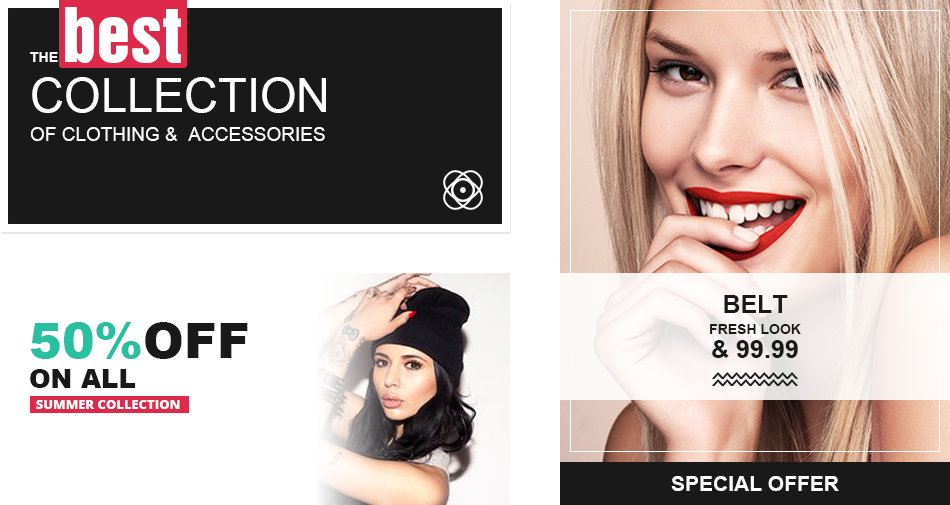 THE best
COLLECTION
OF CLOTHING & ACCESSORIES
50%OFF
ON ALL
SUMMER COLLECTION
BELT
FRESH LOOK
& 99.99
SPECIAL OFFER